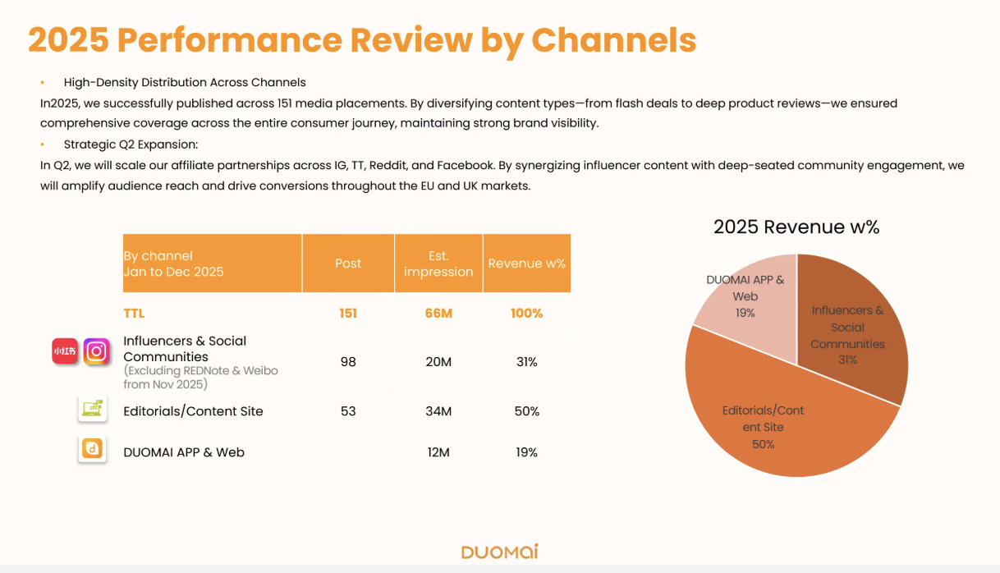 2025 Performance Review by Channels
• High-Density Distribution Across Channels
In2025, we successfully published across 151 media placements. By diversifying content types—from flash deals to deep product reviews—we ensured
comprehensive coverage across the entire consumer journey, maintaining strong brand visibility.
• Strategic Q2 Expansion:
In Q2, we will scale our affiliate partnerships across IG, TT, Reddit, and Facebook. By synergizing influencer content with deep-seated community engagement, we
will amplify audience reach and drive conversions throughout the EU and UK markets.
By channel
Jan to Dec 2025
Post
Est.
impression
Revenue w%
TTL 151 66M 100%
小红书
Influencers & Social
Communities
(Excluding REDNote & Weibo
from Nov 2025)
98 20M 31%
Editorials/Content Site 53 34M 50%
DUOMAI APP & Web 12M 19%
2025 Revenue w%
DUOMAI APP &
Web
19%
Influencers &
Social
Communities
31%
Editorials/Cont
ent Site
50%
DUOMAI